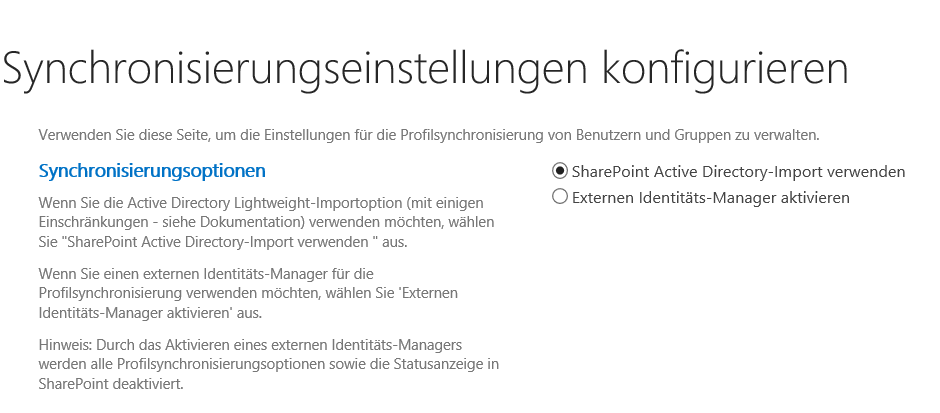 Synchronisierungseinstellungen konfigurieren
Verwenden Sie diese Seite, um die Einstellungen für die Profilsynchronisierung von Benutzern und Gruppen zu verwalten.
Synchronisierungsoptionen
Wenn Sie die Active Directory Lightweight-Importoption (mit einigen
Einschränkungen - siehe Dokumentation) verwenden möchten, wählen
Sie "SharePoint Active Directory-Import verwenden " aus.
Wenn Sie einen externen Identitäts-Manager für die
Profilsynchronisierung verwenden möchten, wählen Sie 'Externen
Identitäts-Manager aktivieren' aus.
Hinweis: Durch das Aktivieren eines externen Identitäts-Managers
werden alle Profilsynchronisierungsoptionen sowie die Statusanzeige in
SharePoint deaktiviert.
SharePoint Active Directory-Import verwenden
Externen Identitäts-Manager aktivieren